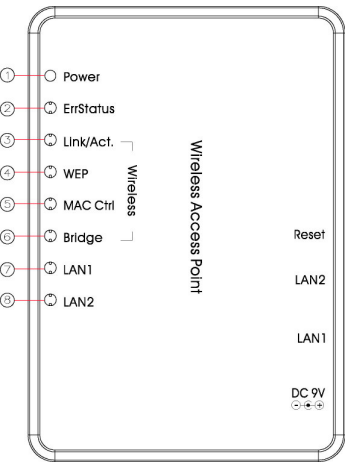 ① Power
② ErrStatus
③ Link/Act.
④ WEP
⑤ MAC Ctrl
⑥ Bridge
⑦ LAN1
⑧ LAN2
Wireless
Wireless Access Point
Reset
LAN2
LAN1
DC 9V